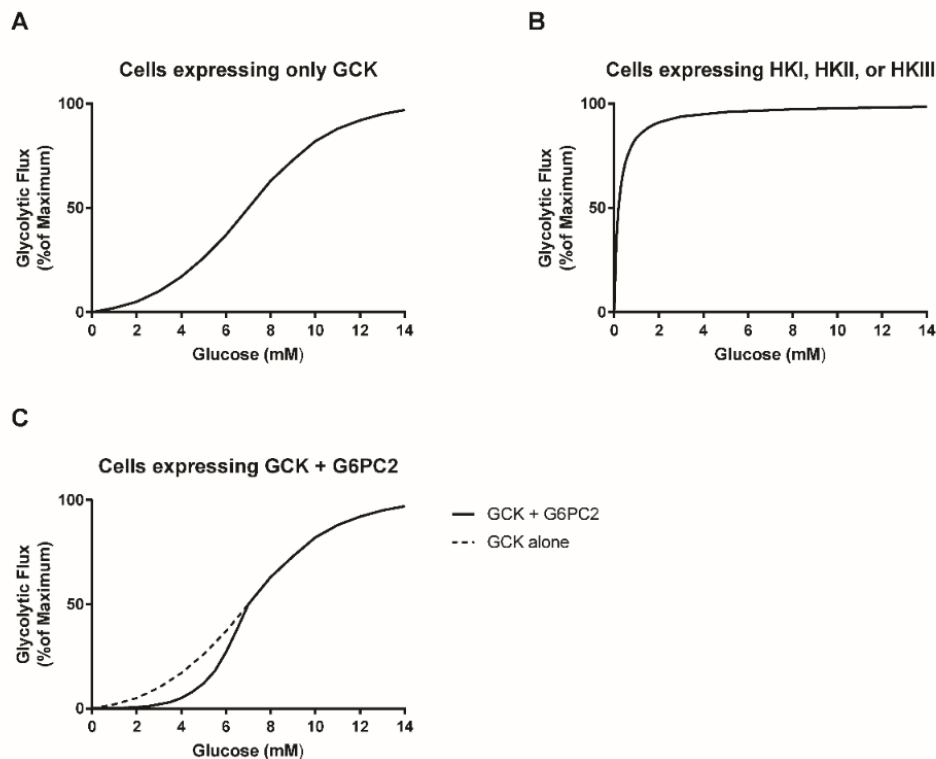 A
Cells expressing only GCK
100
50
0
0 2 4 6 8 10 12 14
Glycolytic Flux
(%of Maximum)
Glucose (mM)
B
Cells expressing HKI, HKII, or HKIII
100
50
0
0 2 4 6 8 10 12 14
Glycolytic Flux
(%of Maximum)
Glucose (mM)
C
Cells expressing GCK + G6PC2
100
50
0
0 2 4 6 8 10 12 14
Glycolytic Flux
(%of Maximum)
Glucose (mM)
GCK + G6PC2
GCK alone